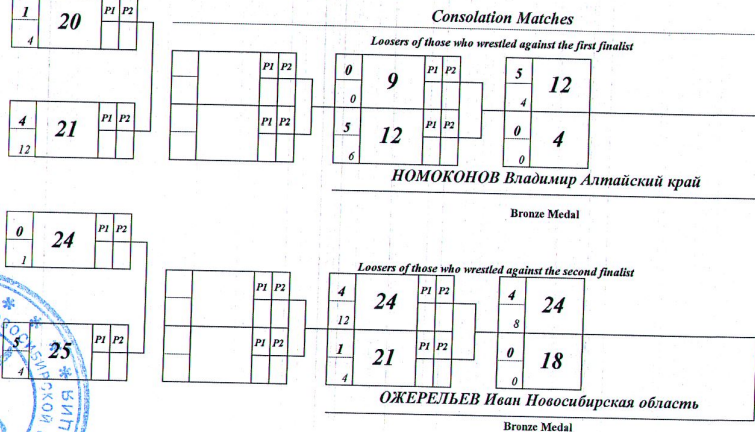 Consolation Matches
Loosers of those who wrestled against the first finalist
1 20 P1 P2
4
4 21 P1 P2
12
P1 P2
P1 P2
0 9 P1 P2
0
5 12 P1 P2
6
5 12
4
0 4
0
НОМОКОНОВ Владимир Алтайский край
Bronze Medal
0 24 P1 P2
1
5 25 P1 P2
4
Loosers of those who wrestled against the second finalist
P1 P2
P1 P2
4 24 P1 P2
12
1 21 P1 P2
4
4 24
8
0 18
0
ОЖЕРЕЛЬЕВ Иван Новосибирская область
Bronze Medal